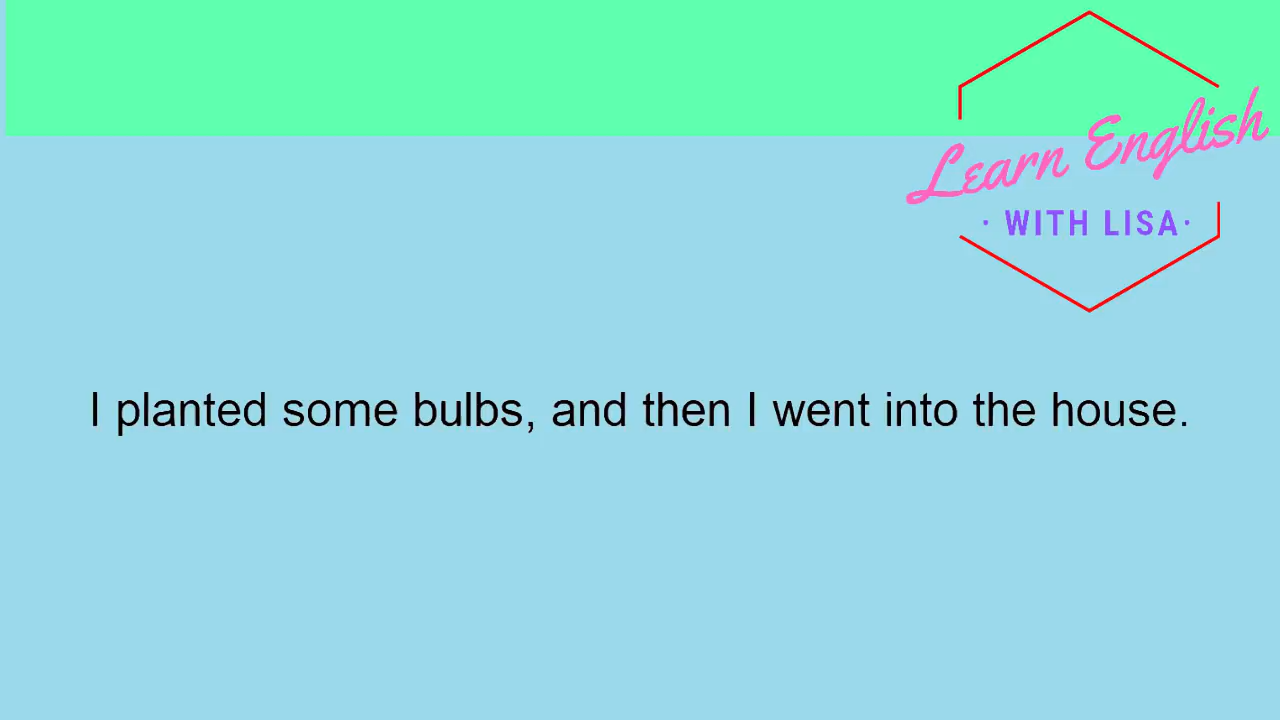 Learn English
· WITH LISA·
I planted some bulbs, and then I went into the house.